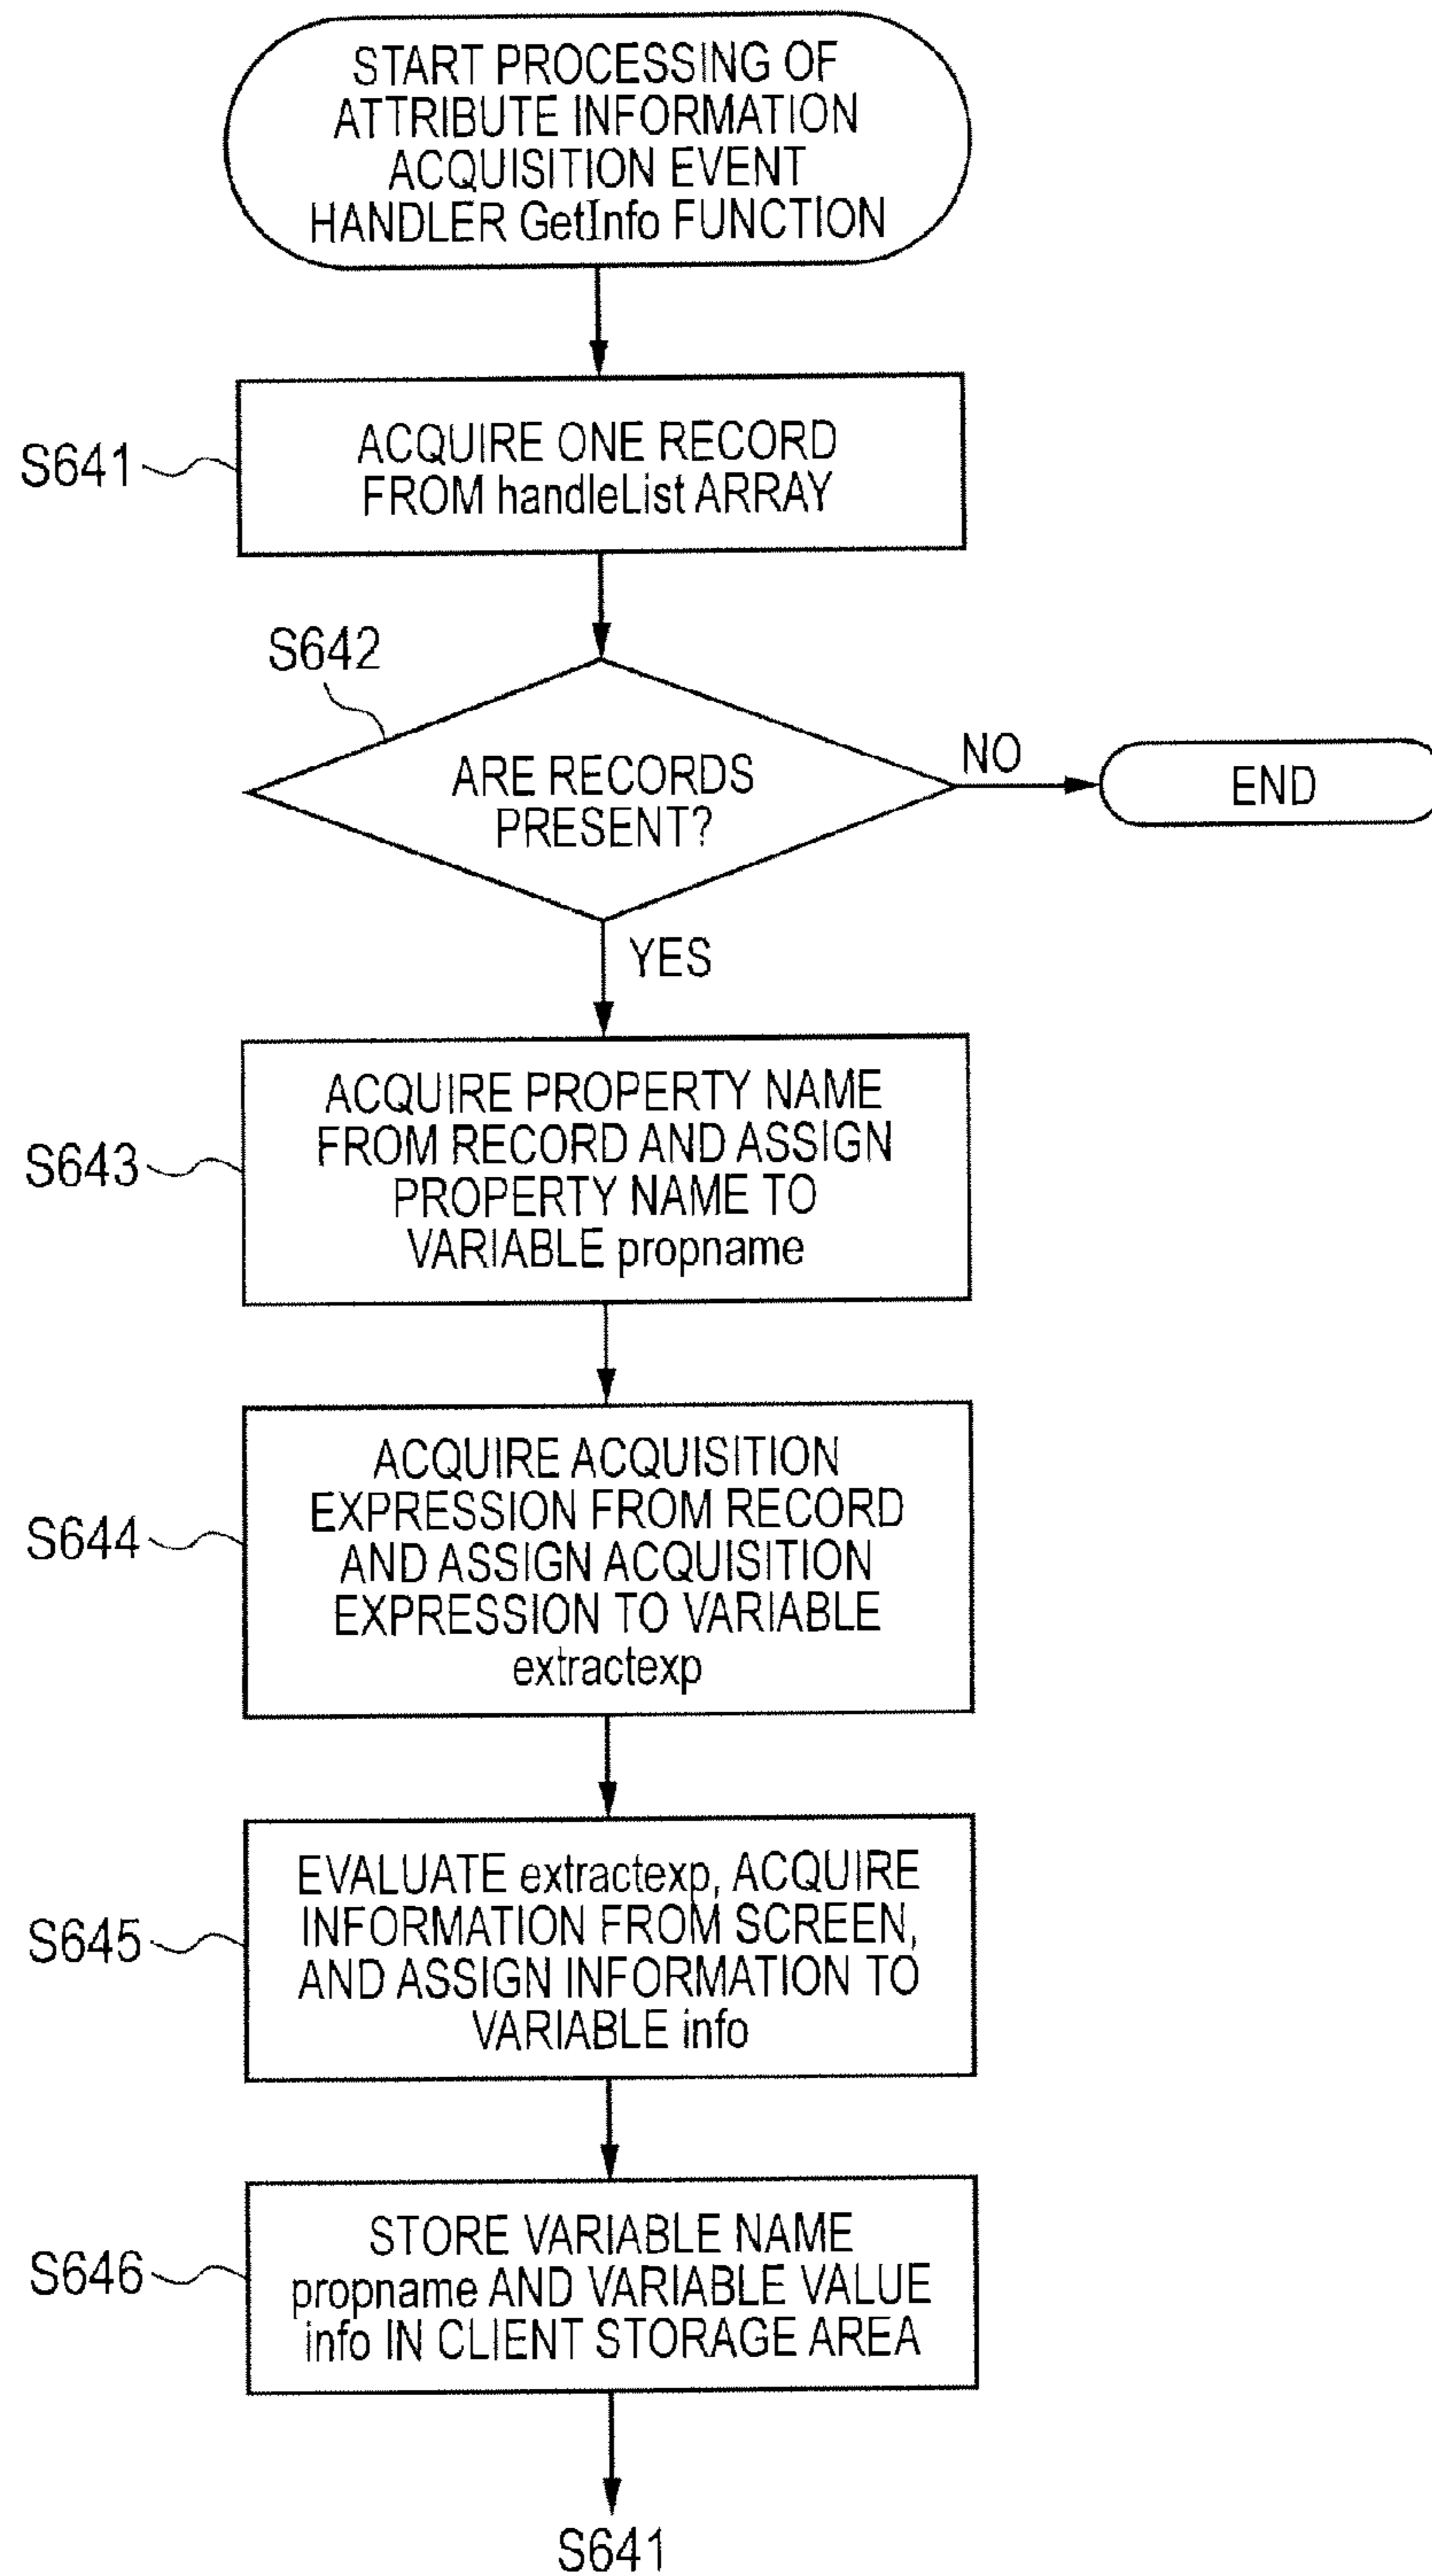 START PROCESSING OF
ATTRIBUTE INFORMATION
ACQUISITION EVENT
HANDLER GetInfo FUNCTION
S641
ACQUIRE ONE RECORD
FROM handleList ARRAY
S642
ARE RECORDS
PRESENT?
NO
END
YES
S643
ACQUIRE PROPERTY NAME
FROM RECORD AND ASSIGN
PROPERTY NAME TO
VARIABLE propname
S644
ACQUIRE ACQUISITION
EXPRESSION FROM RECORD
AND ASSIGN ACQUISITION
EXPRESSION TO VARIABLE
extractexp
S645
EVALUATE extractexp, ACQUIRE
INFORMATION FROM SCREEN,
AND ASSIGN INFORMATION TO
VARIABLE info
S646
STORE VARIABLE NAME
propname AND VARIABLE VALUE
info IN CLIENT STORAGE AREA
S641